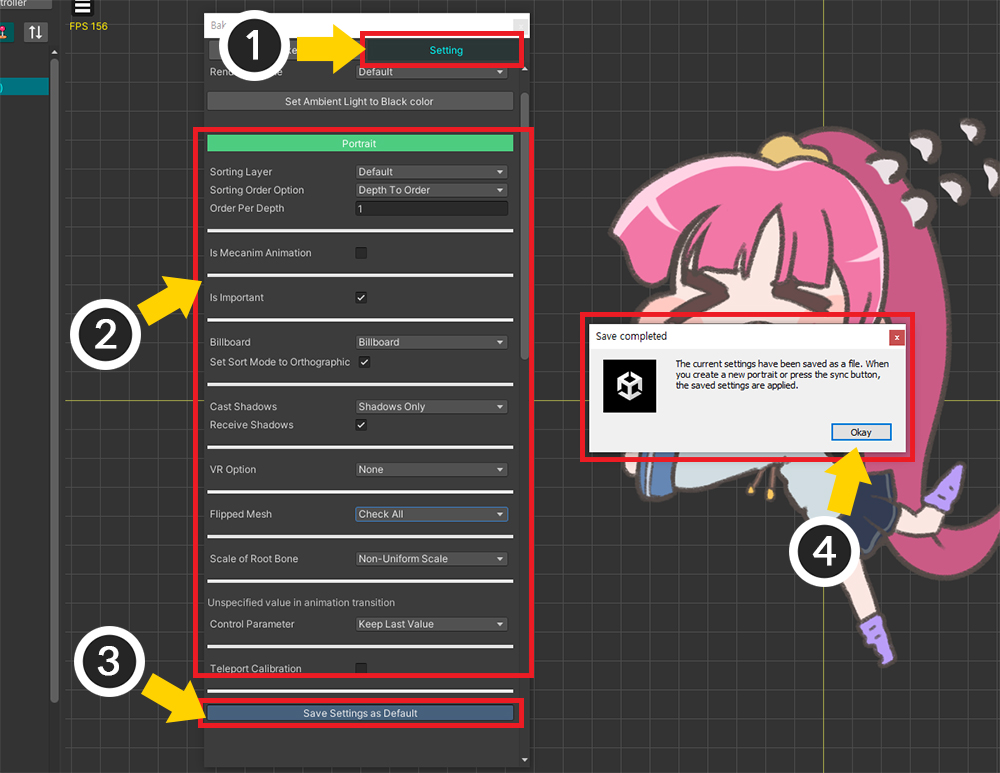 FPS 156
1
Setting
Default
Set Ambient Light to Black color
Portrait
Sorting Layer Default
Sorting Order Option Depth To Order
Order Per Depth 1
Is Mecanim Animation
Is Important
2
Billboard Billboard
Set Sort Mode to Orthographic
Cast Shadows Shadows Only
Receive Shadows
VR Option None
Flipped Mesh Check All
Scale of Root Bone Non-Uniform Scale
Unspecified value in animation transition
Control Parameter Keep Last Value
Teleport Calibration
3
Save Settings as Default
Save completed
x
The current settings have been saved as a file. When
you create a new portrait or press the sync button,
the saved settings are applied.
Okay
4